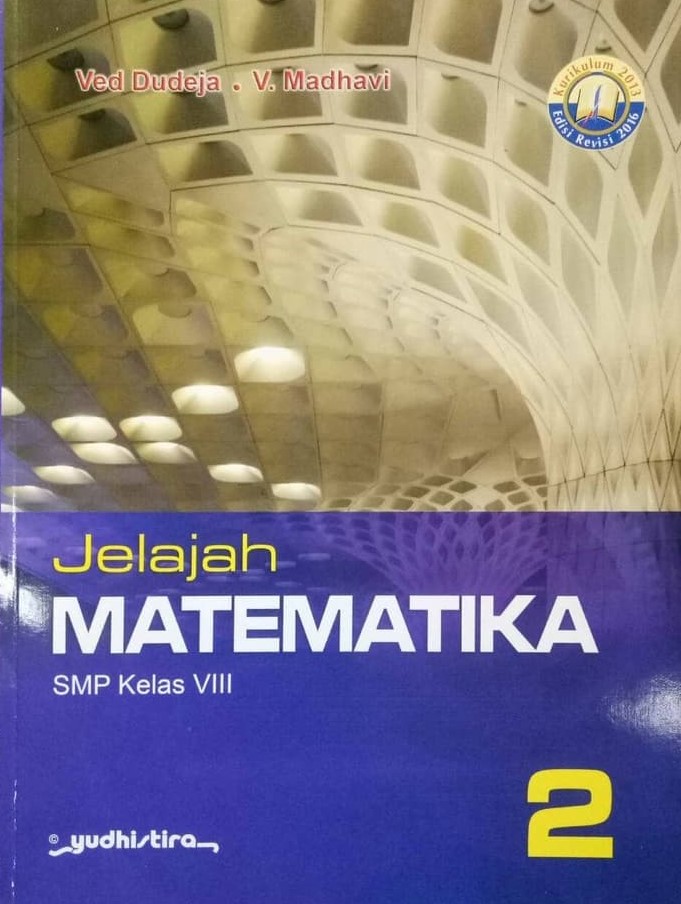 Ved Dudeja . V. Madhavi
Kurikulum 2013
Edisi Revisi 2016
Jelajah
MATEMATIKA
SMP Kelas VIII
2
© yudhistira